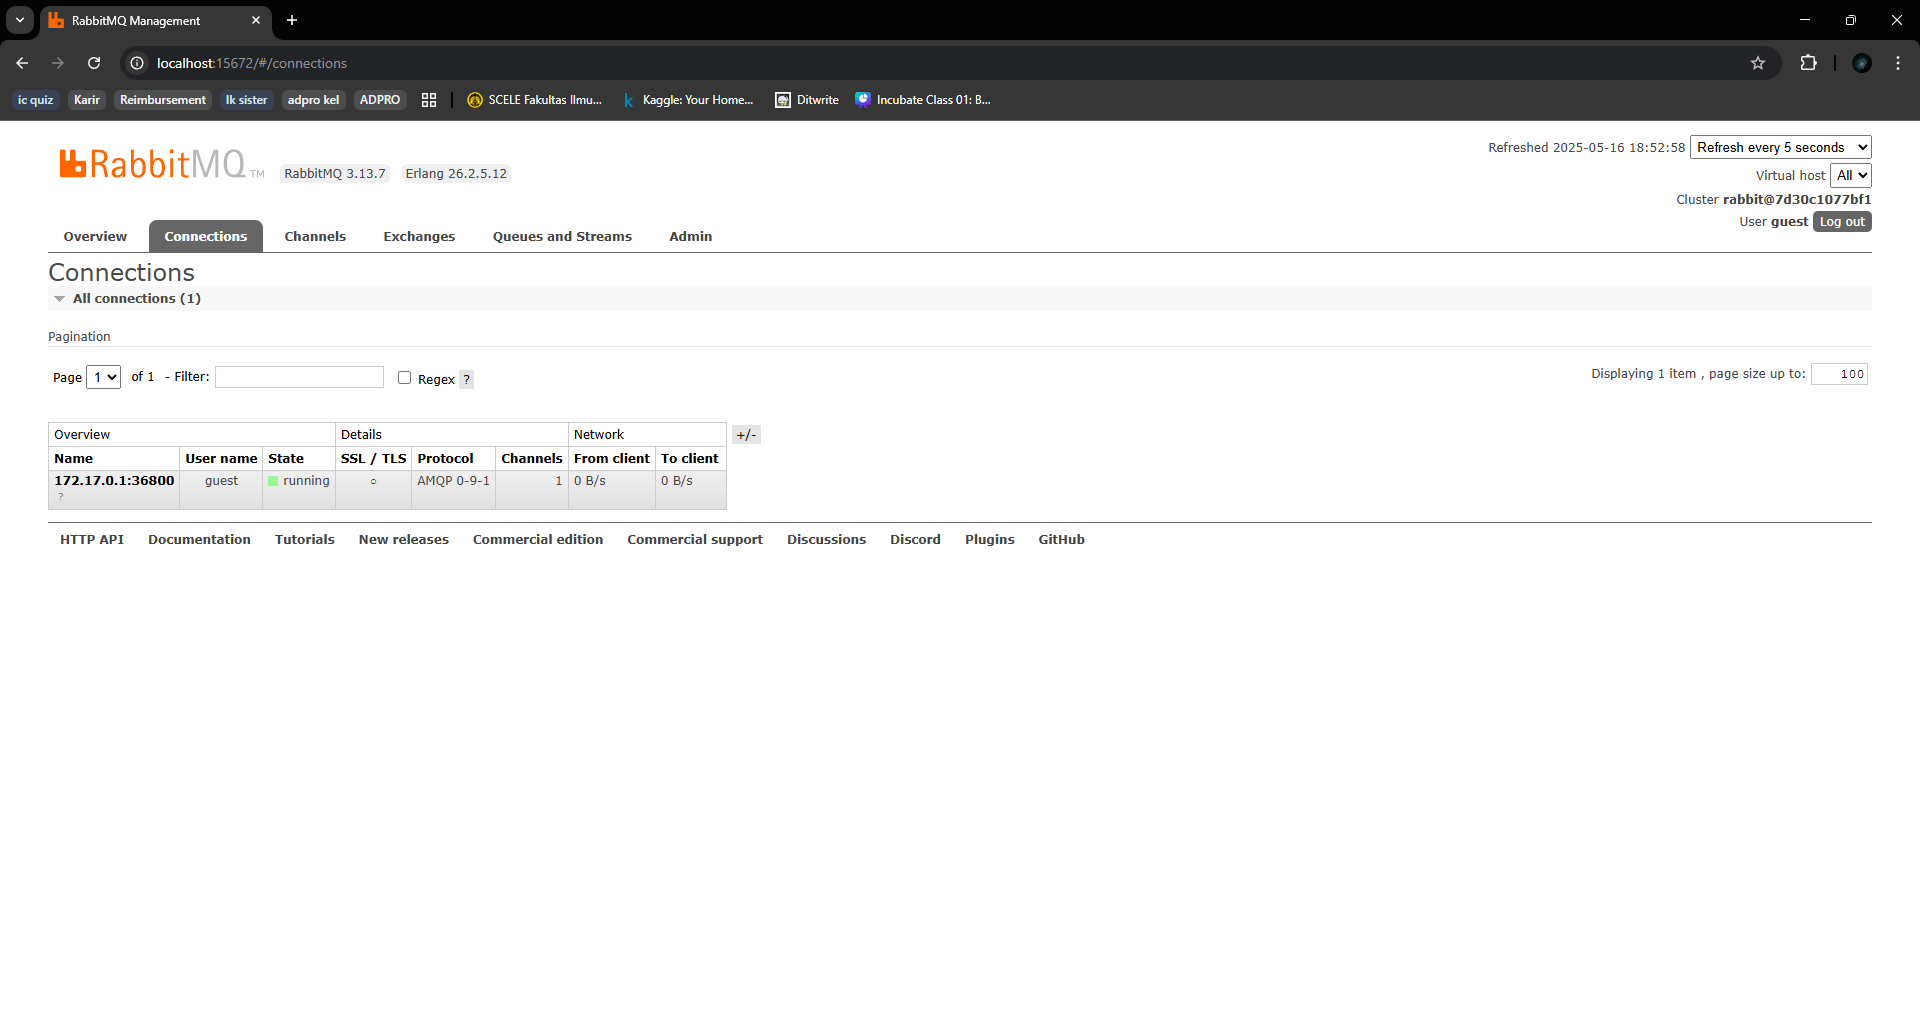 RabbitMQ Management
localhost:15672/#/connections
ic quiz Karir Reimbursement lk sister adpro kel ADPRO SCELE Fakultas Ilmu... Kaggle: Your Home... Ditwrite Incubate Class 01: B...
RabbitMQ TM RabbitMQ 3.13.7 Erlang 26.2.5.12
Refreshed 2025-05-16 18:52:58 Refresh every 5 seconds
Virtual host All
Cluster rabbit@7d30c1077bf1
User guest Log out
Overview Connections Channels Exchanges Queues and Streams Admin
Connections
All connections (1)
Pagination
Page 1 of 1 - Filter: Regex ? Displaying 1 item , page size up to: 100
Overview Details Network +/-
Name User name State SSL / TLS Protocol Channels From client To client
172.17.0.1:36800 guest running ○ AMQP 0-9-1 1 0 B/s 0 B/s
?
HTTP API Documentation Tutorials New releases Commercial edition Commercial support Discussions Discord Plugins GitHub